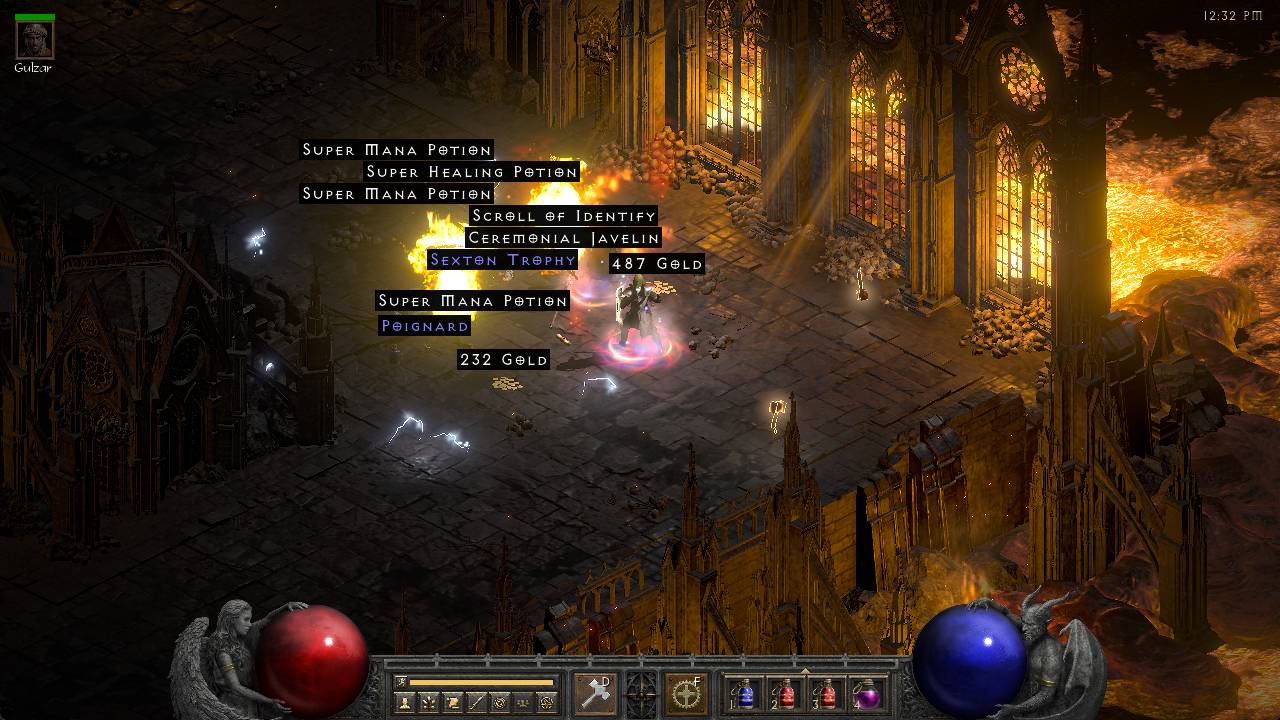 12:32 PM
Gulzar
Super Mana Potion
Super Healing Potion
Super Mana Potion
Scroll of Identify
Ceremonial Javelin
Sexton Trophy
487 Gold
Super Mana Potion
Poignard
232 Gold
D
F
1
2
3
4